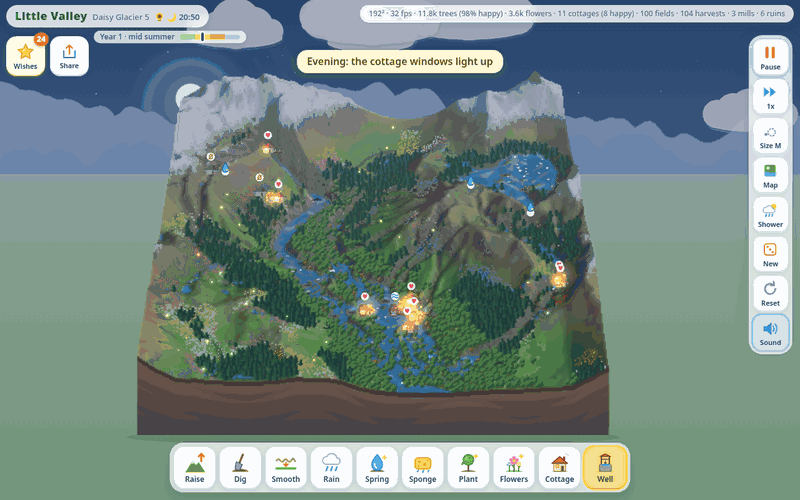 Little Valley Daisy Glacier 5 20:50
192² · 32 fps · 11.8k trees (98% happy) · 3.6k flowers · 11 cottages (8 happy) · 100 fields · 104 harvests · 3 mills · 6 ruins
Year 1 · mid summer
24
Wishes
Share
Evening: the cottage windows light up
Pause
1x
Size M
Map
Shower
New
Reset
Sound
Raise
Dig
Smooth
Rain
Spring
Sponge
Plant
Flowers
Cottage
Well